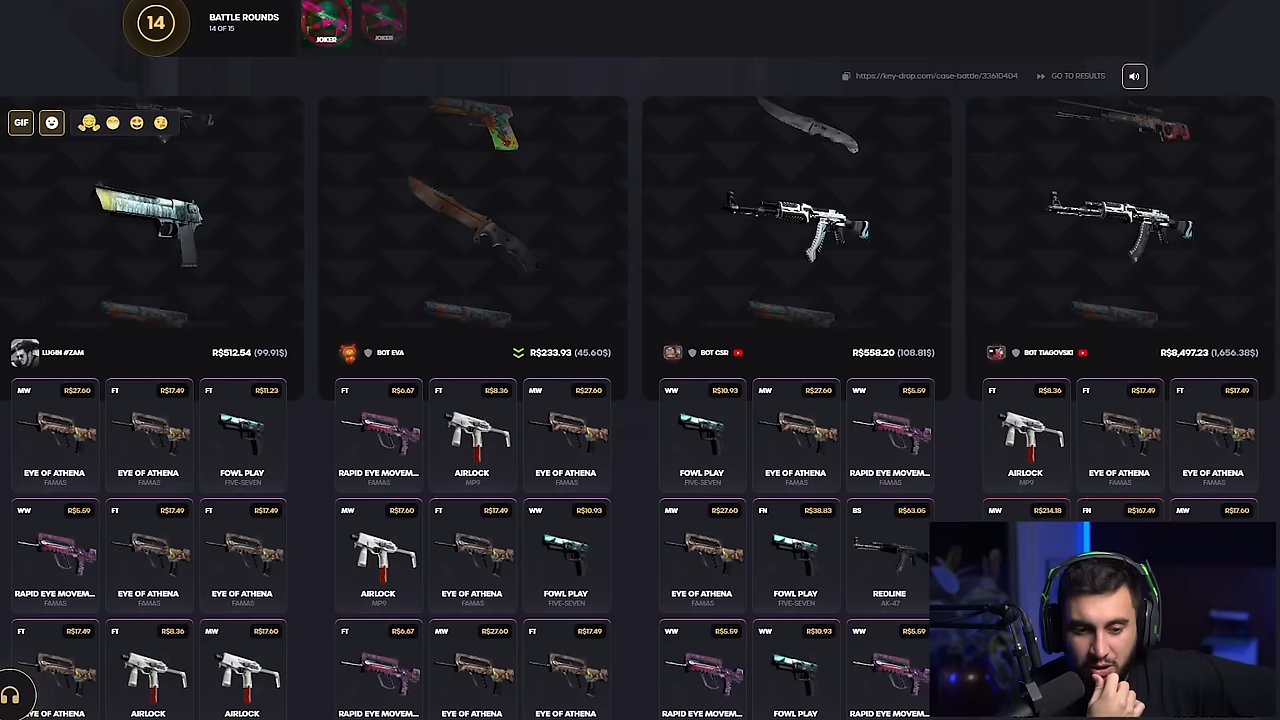 14
BATTLE ROUNDS
14 OF 15
JOKER
JOKER
https://key-drop.com/case-battle/33610404
GO TO RESULTS
GIF
LUGIN #ZAM
R$512.54 (99.91$)
BOT EVA
R$233.93 (45.60$)
BOT CSR
R$558.20 (108.81$)
BOT TIAGOVSKI
R$8,497.23 (1,656.38$)
MW R$27.60 FT R$17.49 FT R$11.23
EYE OF ATHENA EYE OF ATHENA FOWL PLAY
FAMAS FAMAS FIVE-SEVEN
FT R$6.67 FT R$8.36 MW R$27.60
RAPID EYE MOVEM... AIRLOCK EYE OF ATHENA
FAMAS MP9 FAMAS
WW R$10.93 MW R$27.60 WW R$5.59
FOWL PLAY EYE OF ATHENA RAPID EYE MOVEM...
FIVE-SEVEN FAMAS FAMAS
FT R$8.36 FT R$17.49 FT R$17.49
AIRLOCK EYE OF ATHENA EYE OF ATHENA
MP9 FAMAS FAMAS
WW R$5.59 FT R$17.49 FT R$17.49
RAPID EYE MOVEM... EYE OF ATHENA EYE OF ATHENA
FAMAS FAMAS FAMAS
MW R$17.60 FT R$17.49 WW R$10.93
AIRLOCK EYE OF ATHENA FOWL PLAY
MP9 FAMAS FIVE-SEVEN
MW R$27.60 FN R$38.83 BS R$63.05
EYE OF ATHENA FOWL PLAY REDLINE
FAMAS FIVE-SEVEN AK-47
MW R$214.18 FN R$167.49 MW R$17.60
FT R$17.49 FT R$8.36 MW R$17.60
EYE OF ATHENA AIRLOCK AIRLOCK
FT R$6.67 MW R$27.60 FT R$17.49
RAPID EYE MOVEM... EYE OF ATHENA EYE OF ATHENA
WW R$5.59 WW R$10.93 WW R$5.59
RAPID EYE MOVEM... FOWL PLAY RAPID EYE MOVEM...